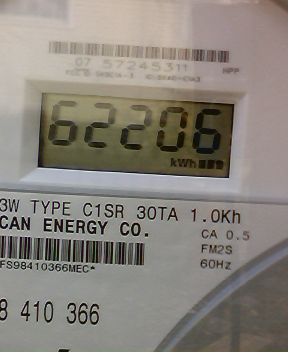 07 57245311
NPP
62206
kWh
3W TYPE C1SR 30TA 1.0Kh
CAN ENERGY CO.
CA 0.5
FM2S
60Hz
FS98410366MEC*
8 410 366